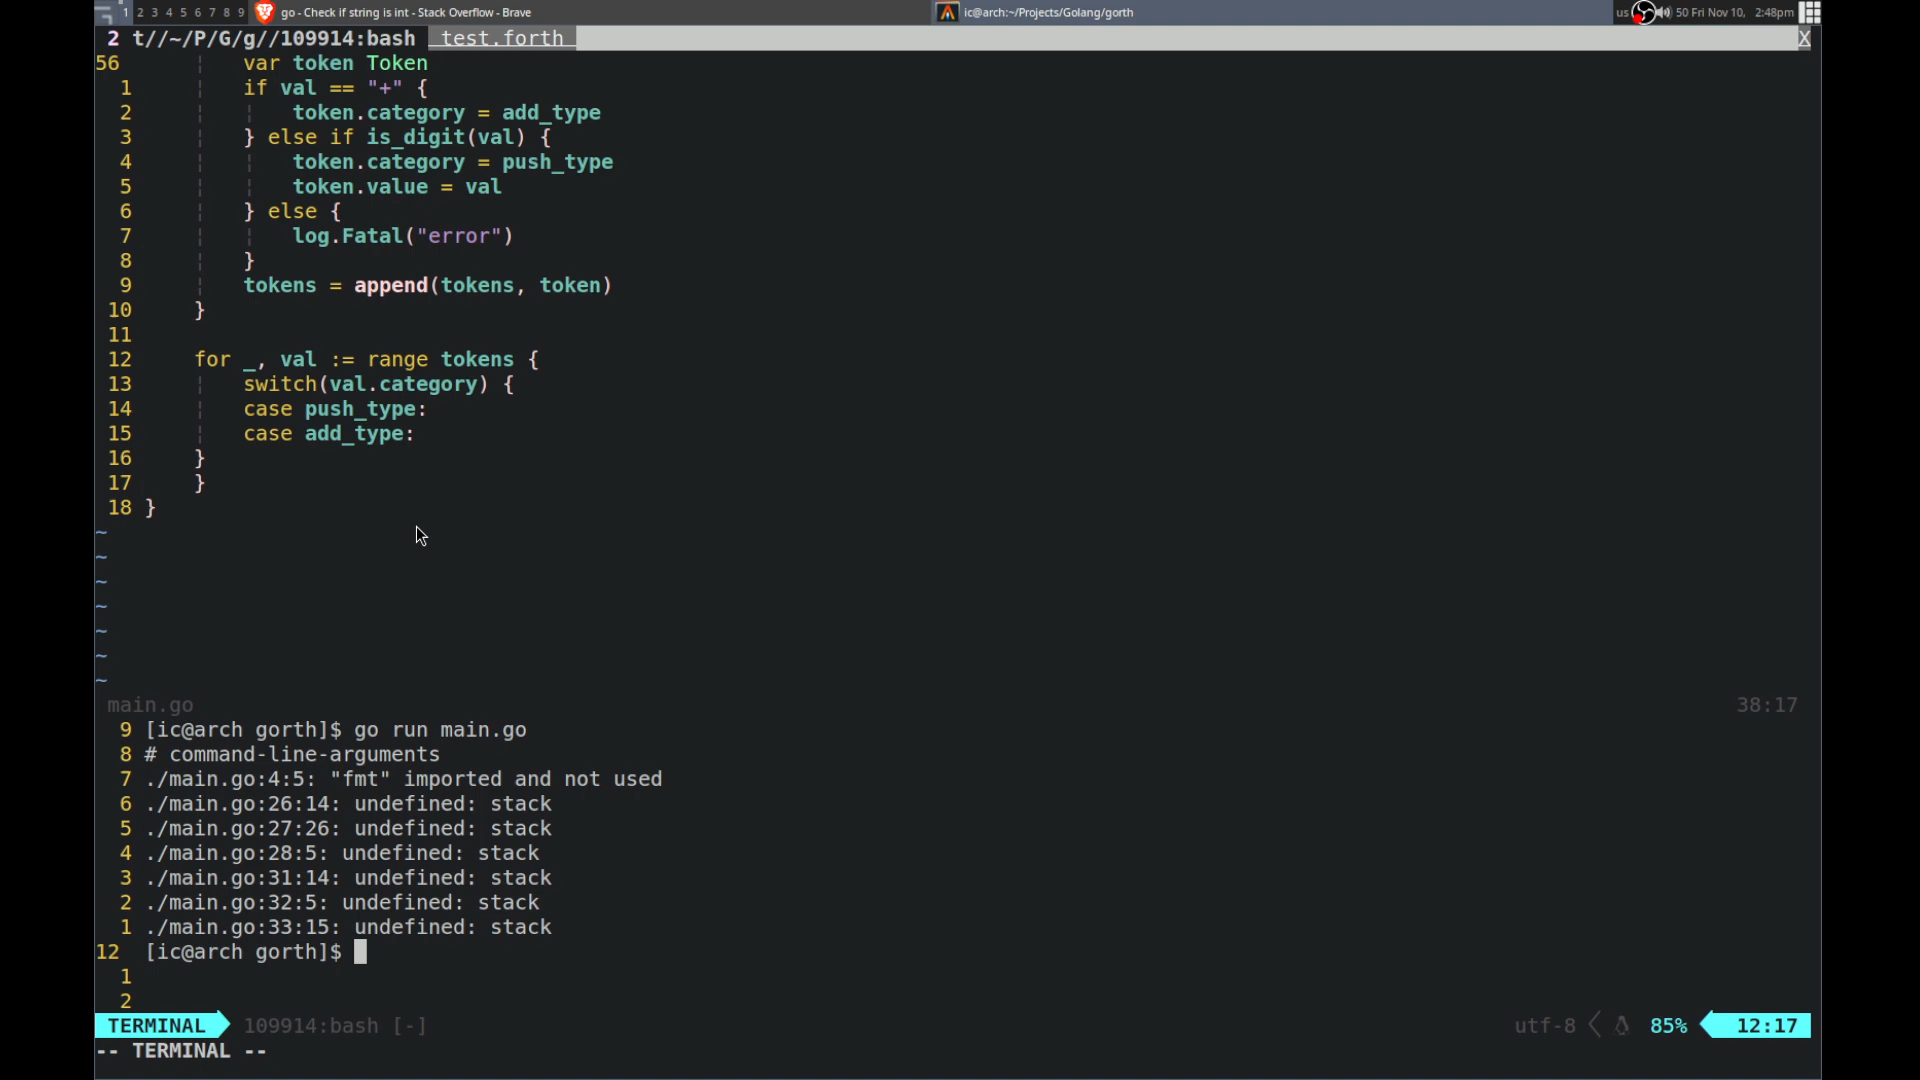 1 2 3 4 5 6 7 8 9 go - Check if string is int - Stack Overflow - Brave ic@arch:~/Projects/Golang/gorth us 50 Fri Nov 10, 2:48pm
2 t//~/P/G/g//109914:bash test.forth X
56 var token Token
1 if val == "+" {
2 token.category = add_type
3 } else if is_digit(val) {
4 token.category = push_type
5 token.value = val
6 } else {
7 log.Fatal("error")
8 }
9 tokens = append(tokens, token)
10 }
11
12 for _, val := range tokens {
13 switch(val.category) {
14 case push_type:
15 case add_type:
16 }
17 }
18 }
~
~
~
~
~
~
~
main.go 38:17
9 [ic@arch gorth]$ go run main.go
8 # command-line-arguments
7 ./main.go:4:5: "fmt" imported and not used
6 ./main.go:26:14: undefined: stack
5 ./main.go:27:26: undefined: stack
4 ./main.go:28:5: undefined: stack
3 ./main.go:31:14: undefined: stack
2 ./main.go:32:5: undefined: stack
1 ./main.go:33:15: undefined: stack
12 [ic@arch gorth]$
1
2
TERMINAL 109914:bash [-] utf-8 85% 12:17
-- TERMINAL --